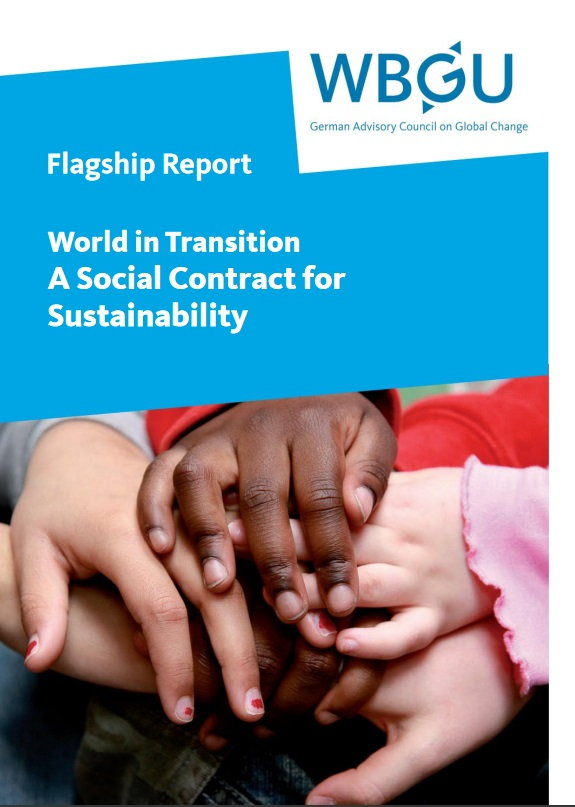 WBGU
German Advisory Council on Global Change
Flagship Report
World in Transition
A Social Contract for
Sustainability